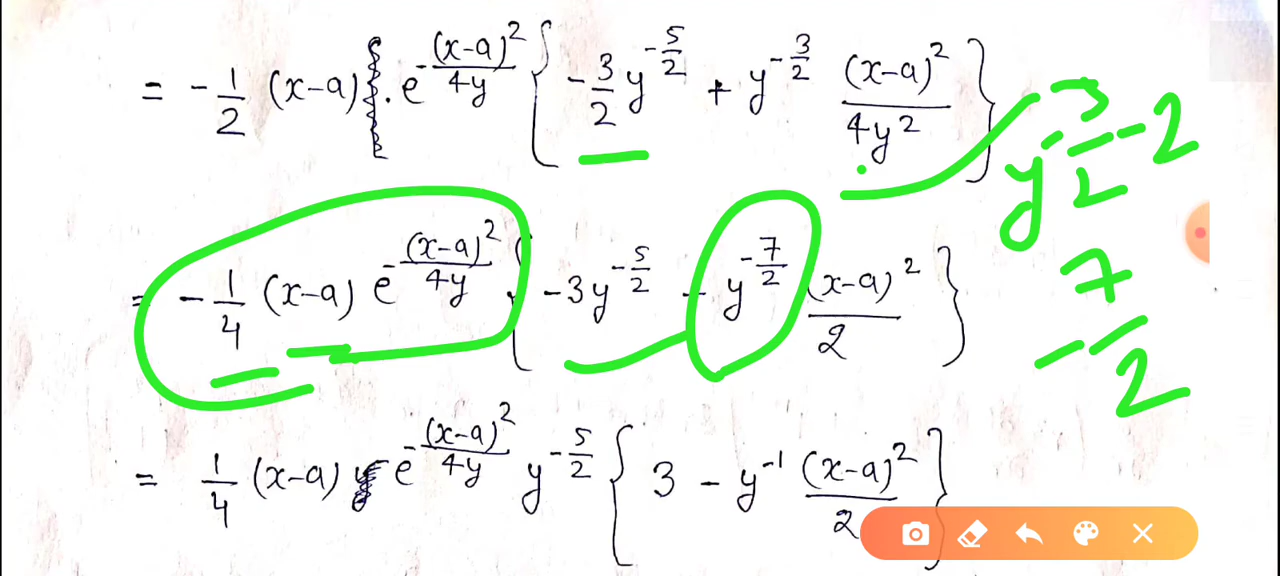 = -1/2 (x-a) . e^{-(x-a)^2/4y} { -3/2 y^{-5/2} + y^{-3/2} (x-a)^2/4y^2 }
y^{-3/2-2}
= -1/4 (x-a) e^{-(x-a)^2/4y} { -3y^{-5/2} - y^{-7/2} (x-a)^2/2 }
-7/2
= 1/4 (x-a) e^{-(x-a)^2/4y} y^{-5/2} { 3 - y^{-1} (x-a)^2/2 }